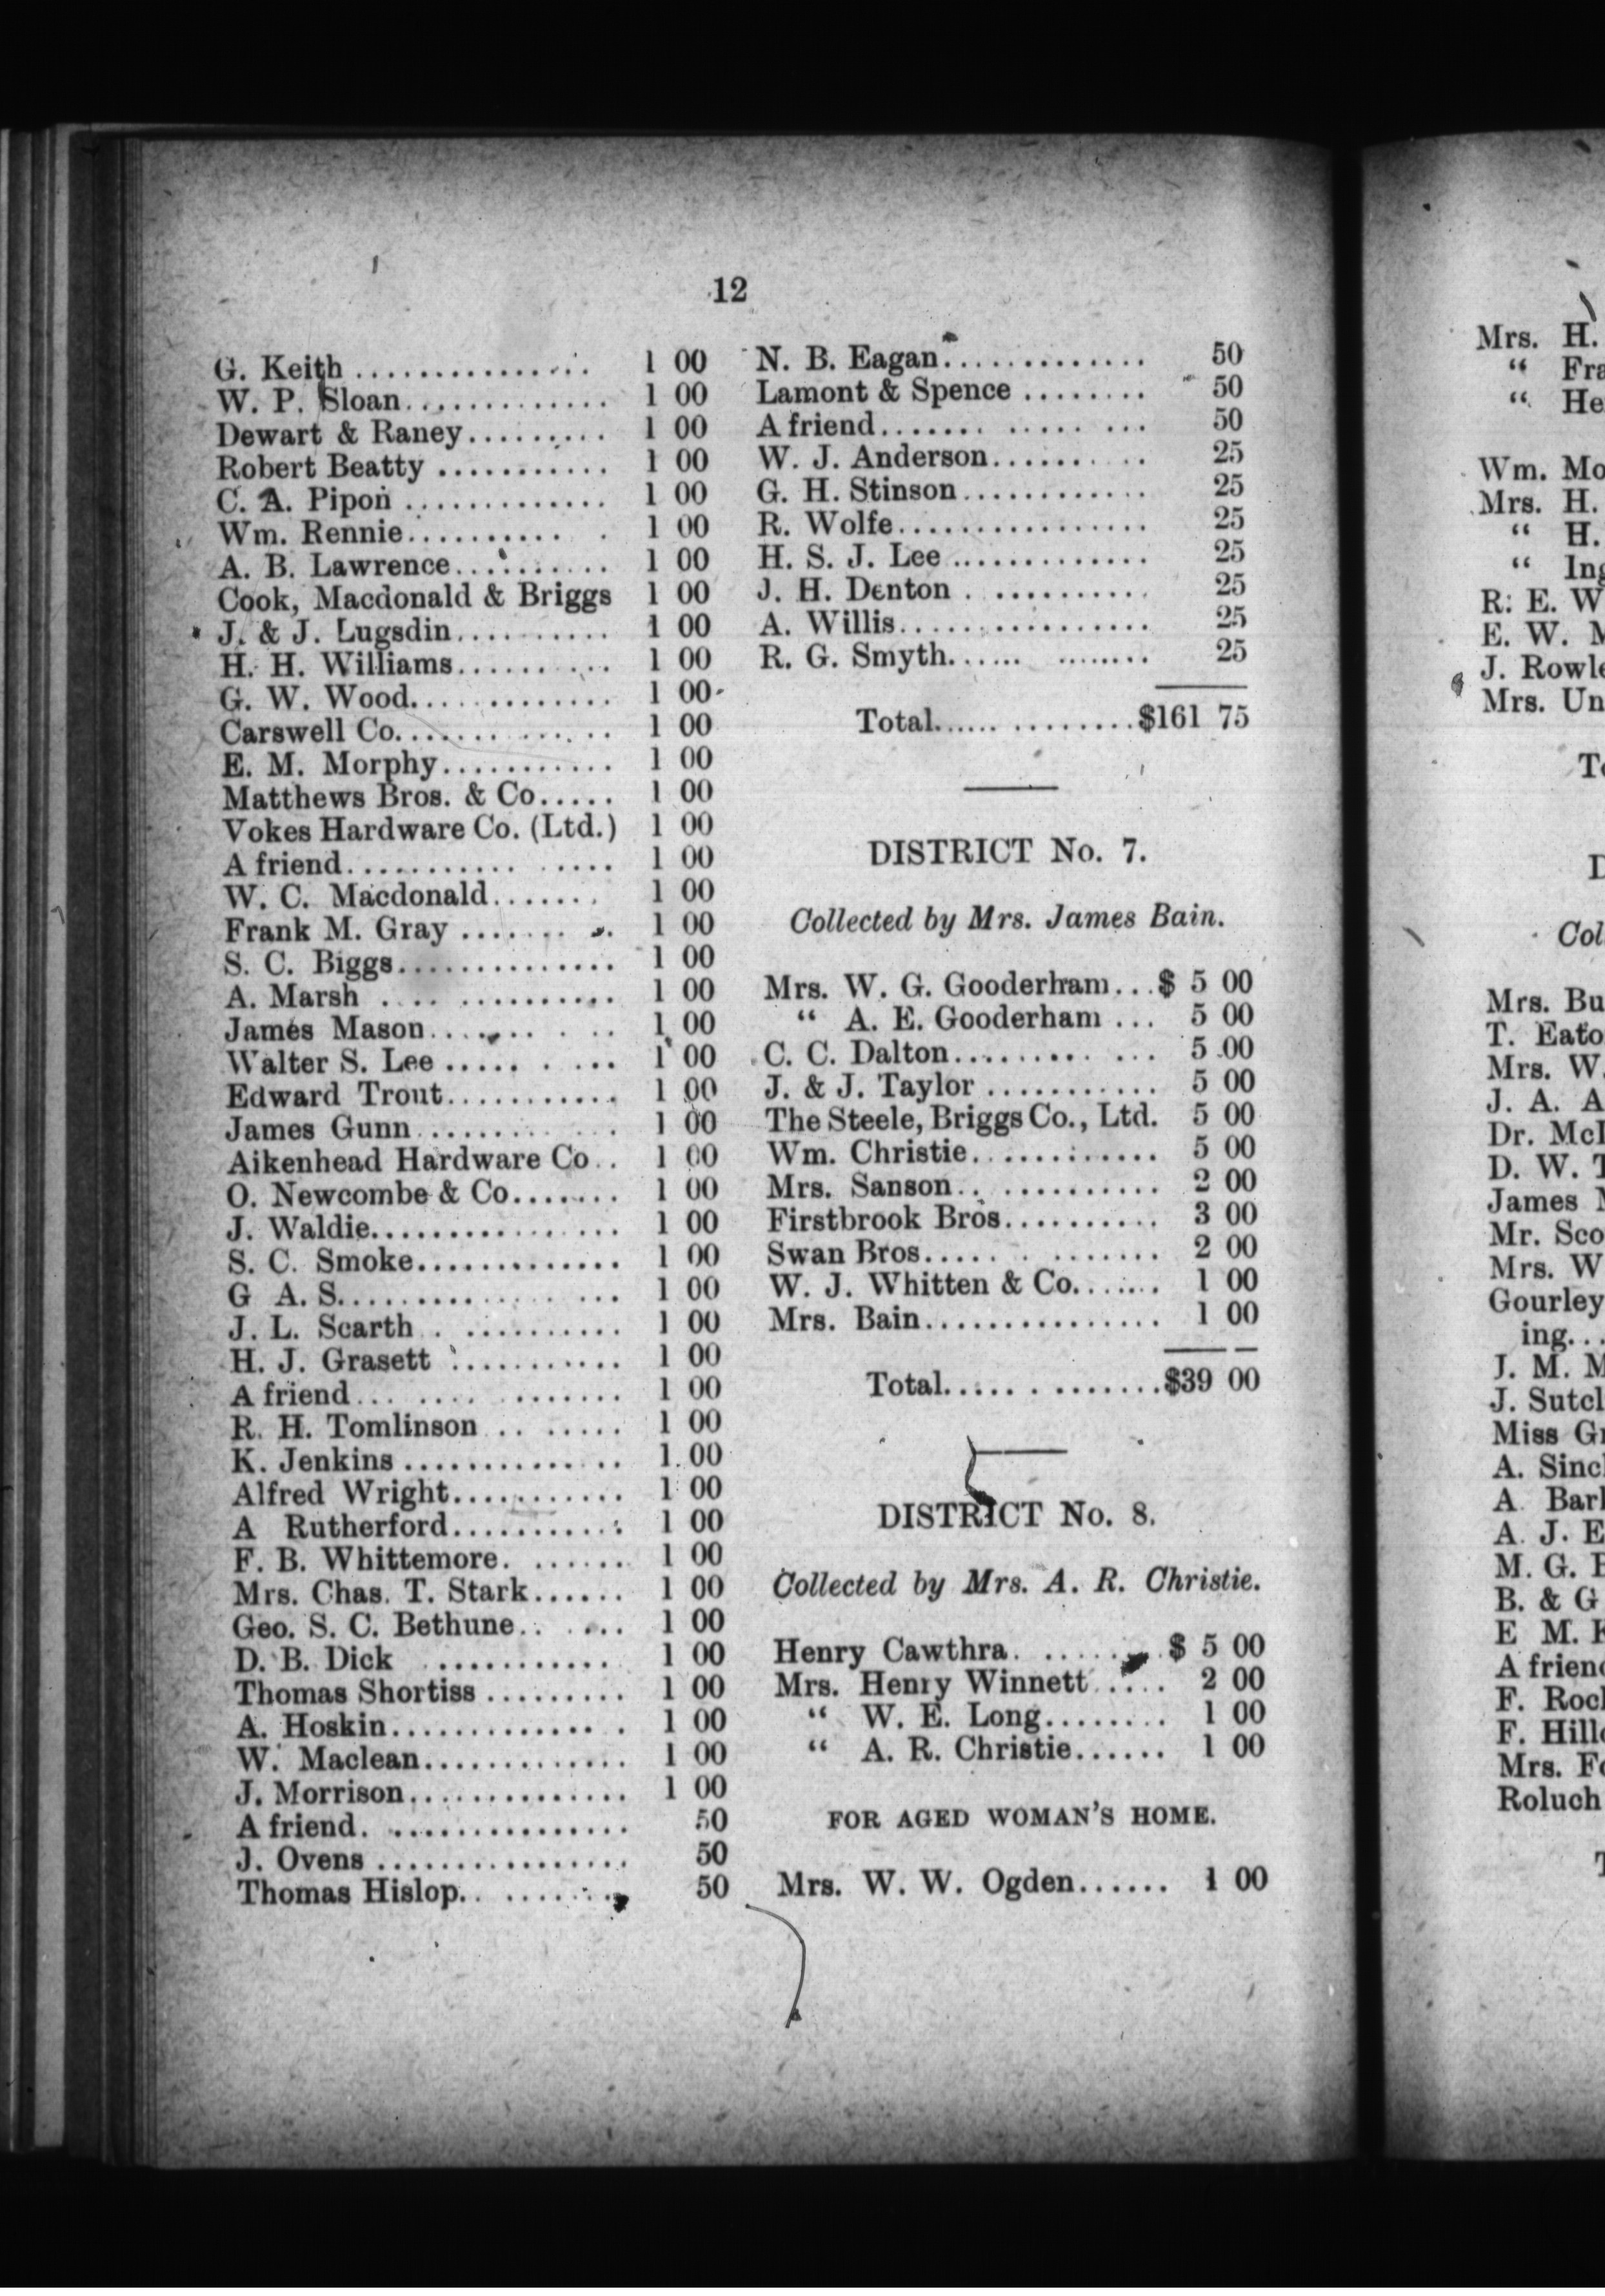 12
G. Keith ............... 1 00
W. P. Sloan............. 1 00
Dewart & Raney......... 1 00
Robert Beatty ........... 1 00
C. A. Pipon ............. 1 00
Wm. Rennie.......... . 1 00
A. B. Lawrence.......... 1 00
Cook, Macdonald & Briggs 1 00
J. & J. Lugsdin.......... 1 00
H. H. Williams.......... 1 00
G. W. Wood............. 1 00
Carswell Co.............. 1 00
E. M. Morphy........... 1 00
Matthews Bros. & Co..... 1 00
Vokes Hardware Co. (Ltd.) 1 00
A friend........... ..... 1 00
W. C. Macdonald....... 1 00
Frank M. Gray ....... .. 1 00
S. C. Biggs.............. 1 00
A. Marsh .... .......... 1 00
James Mason....... . .. 1 00
Walter S. Lee ..... . ... 1 00
Edward Trout........... 1 00
James Gunn.......... . 1 00
Aikenhead Hardware Co.. 1 00
O. Newcombe & Co....... 1 00
J. Waldie................ 1 00
S. C. Smoke............. 1 00
G A. S.............. ... 1 00
J. L. Scarth . .......... 1 00
H. J. Grasett ........... 1 00
A friend... .... ....... 1 00
R. H. Tomlinson .. ..... 1 00
K. Jenkins .............. 1 00
Alfred Wright........... 1 00
A Rutherford........... 1 00
F. B. Whittemore. ...... 1 00
Mrs. Chas. T. Stark...... 1 00
Geo. S. C. Bethune.. .... 1 00
D. B. Dick ........... 1 00
Thomas Shortiss ......... 1 00
A. Hoskin............. . 1 00
W. Maclean............. 1 00
J. Morrison.............. 1 00
A friend. ............... 50
J. Ovens ................ 50
Thomas Hislop.. ........ 50
N. B. Eagan............. 50
Lamont & Spence ........ 50
A friend....... ..... ... 50
W. J. Anderson.......... 25
G. H. Stinson............ 25
R. Wolfe................ 25
H. S. J. Lee ............. 25
J. H. Denton . .......... 25
A. Willis................ 25
R. G. Smyth...... ........ 25
Total...... .........$161 75
DISTRICT No. 7.
Collected by Mrs. James Bain.
Mrs. W. G. Gooderham...$ 5 00
“ A. E. Gooderham ... 5 00
C. C. Dalton......... ... 5 00
J. & J. Taylor ........... 5 00
The Steele, Briggs Co., Ltd. 5 00
Wm. Christie............ 5 00
Mrs. Sanson.. ........... 2 00
Firstbrook Bros.......... 3 00
Swan Bros..... . ....... 2 00
W. J. Whitten & Co....... 1 00
Mrs. Bain............... 1 00
Total..... . .......$39 00
DISTRICT No. 8.
Collected by Mrs. A. R. Christie.
Henry Cawthra. ........$ 5 00
Mrs. Henry Winnett .... 2 00
“ W. E. Long........ 1 00
“ A. R. Christie...... 1 00
FOR AGED WOMAN'S HOME.
Mrs. W. W. Ogden...... 1 00
Mrs. H.
“
“
Wm.
Mrs. H.
“ H.
“
R. E.
E. W.
J.
Mrs.
Mrs.
T.
Mrs. W.
J. A.
Dr.
D. W.
James
Mr.
Mrs. W
Gourley
ing...
J. M.
J.
Miss
A.
A.
A. J.
M. G.
B. & G
E M.
A
F.
F.
Mrs.